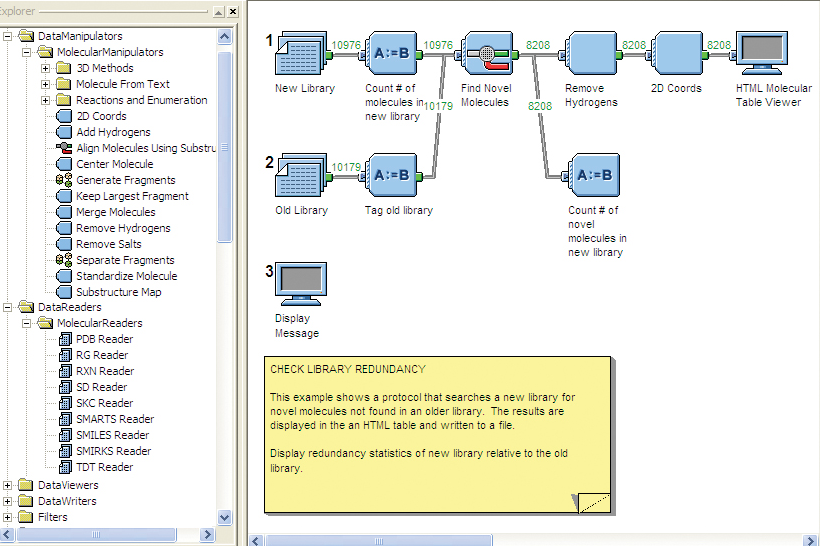 Explorer
DataManipulators
MolecularManipulators
3D Methods
Molecule From Text
Reactions and Enumeration
2D Coords
Add Hydrogens
Align Molecules Using Substru
Center Molecule
Generate Fragments
Keep Largest Fragment
Merge Molecules
Remove Hydrogens
Remove Salts
Separate Fragments
Standardize Molecule
Substructure Map
DataReaders
MolecularReaders
PDB Reader
RG Reader
RXN Reader
SD Reader
SKC Reader
SMARTS Reader
SMILES Reader
SMIRKS Reader
TDT Reader
DataViewers
DataWriters
Filters
1
10976
A:=B
10976
8208
8208
8208
New Library
Count # of
molecules in
new library
Find Novel
Molecules
Remove
Hydrogens
2D Coords
HTML Molecular
Table Viewer
10179
8208
2
10179
A:=B
A:=B
Old Library
Tag old library
Count # of
novel
molecules in
new library
3
Display
Message
CHECK LIBRARY REDUNDANCY
This example shows a protocol that searches a new library for
novel molecules not found in an older library.  The results are
displayed in the an HTML table and written to a file.
Display redundancy statistics of new library relative to the old
library.